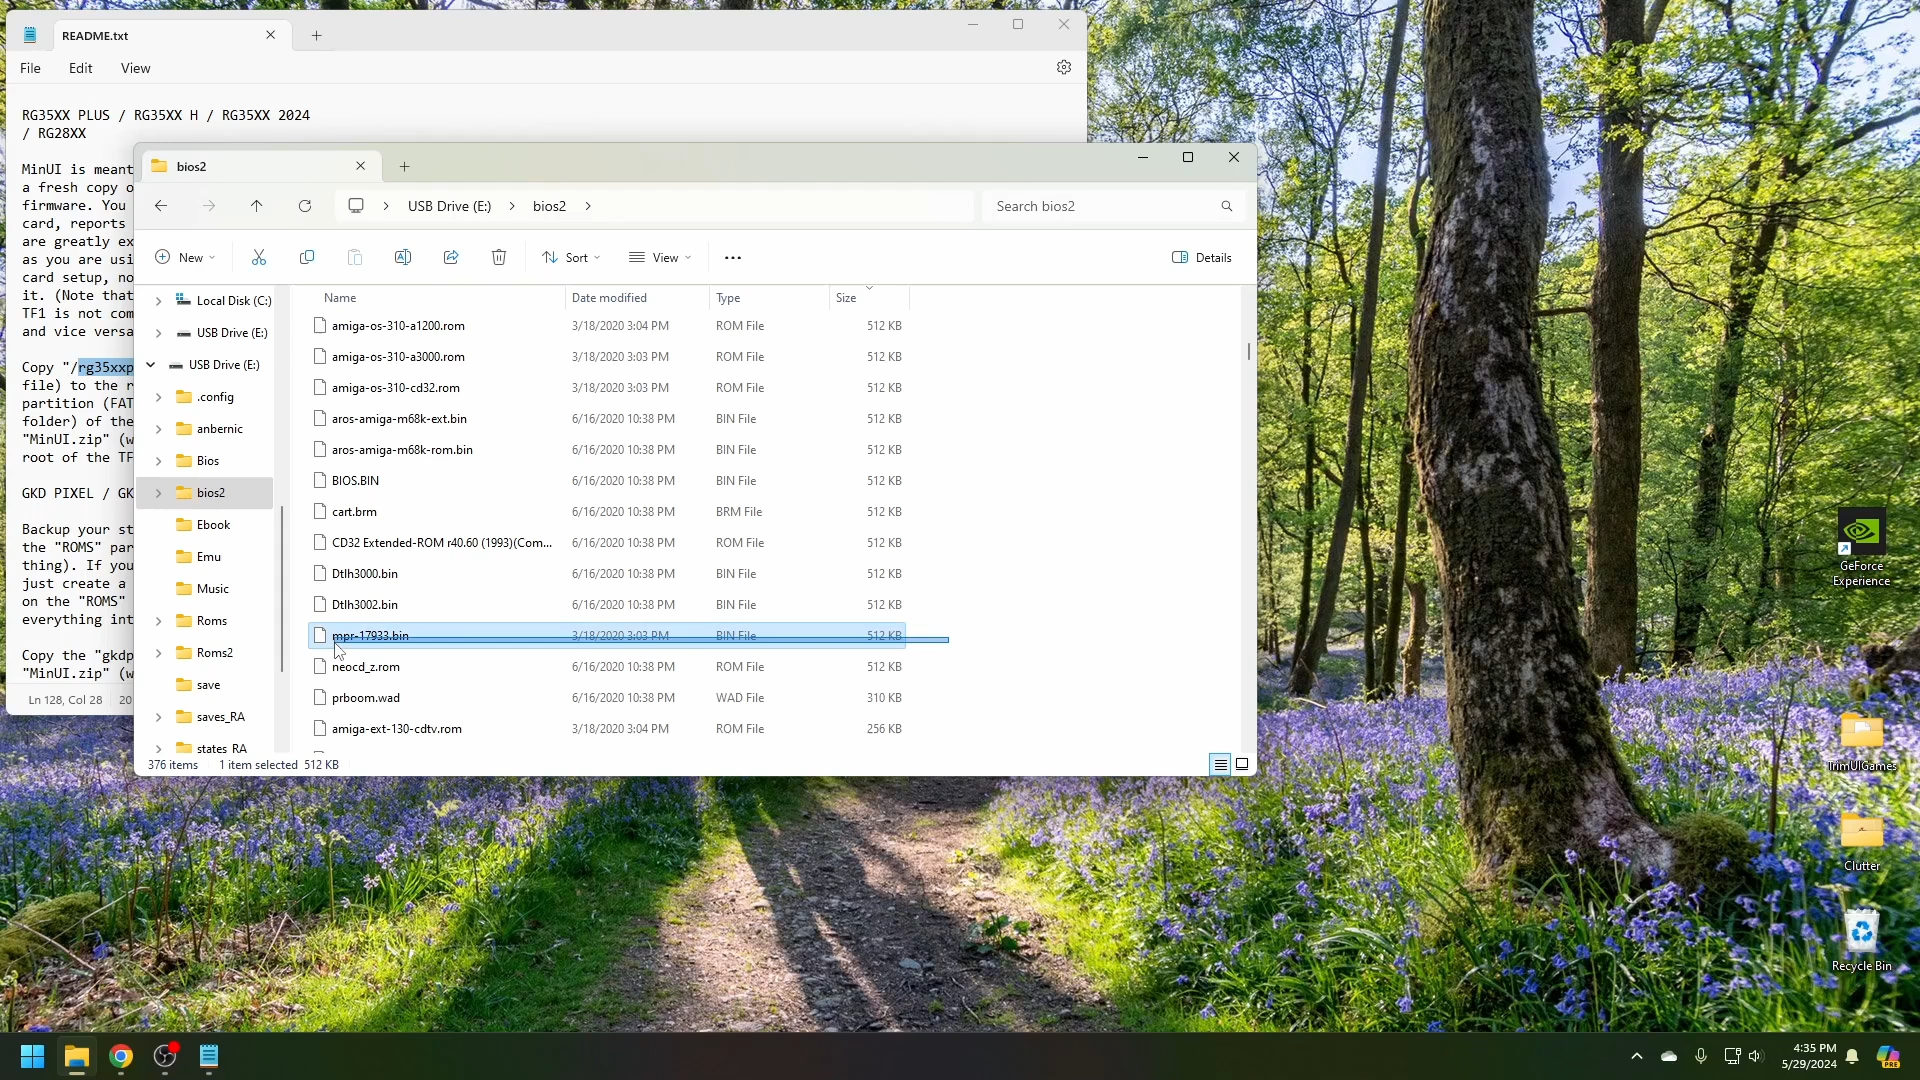 README.txt
File Edit View
RG35XX PLUS / RG35XX H / RG35XX 2024
/ RG28XX
MinUI is meant
a fresh copy o
firmware. You
card, reports
are greatly ex
as you are usi
card setup, no
it. (Note that
TF1 is not com
and vice versa
Copy "/rg35xxp
file) to the r
partition (FAT
folder) of the
"MinUI.zip" (w
root of the TF
GKD PIXEL / GK
Backup your st
the "ROMS" par
thing). If you
just create a
on the "ROMS"
everything int
Copy the "gkdp
"MinUI.zip" (w
Ln 128, Col 28 20
bios2
USB Drive (E:) bios2
Search bios2
New Sort View Details
Local Disk (C:)
USB Drive (E:)
USB Drive (E:)
.config
anbernic
Bios
bios2
Ebook
Emu
Music
Roms
Roms2
save
saves_RA
states_RA
Name Date modified Type Size
amiga-os-310-a1200.rom 3/18/2020 3:04 PM ROM File 512 KB
amiga-os-310-a3000.rom 3/18/2020 3:03 PM ROM File 512 KB
amiga-os-310-cd32.rom 3/18/2020 3:03 PM ROM File 512 KB
aros-amiga-m68k-ext.bin 6/16/2020 10:38 PM BIN File 512 KB
aros-amiga-m68k-rom.bin 6/16/2020 10:38 PM BIN File 512 KB
BIOS.BIN 6/16/2020 10:38 PM BIN File 512 KB
cart.brm 6/16/2020 10:38 PM BRM File 512 KB
CD32 Extended-ROM r40.60 (1993)(Com... 6/16/2020 10:38 PM ROM File 512 KB
Dtlh3000.bin 6/16/2020 10:38 PM BIN File 512 KB
Dtlh3002.bin 6/16/2020 10:38 PM BIN File 512 KB
mpr-17933.bin 3/18/2020 3:03 PM BIN File 512 KB
neocd_z.rom 6/16/2020 10:38 PM ROM File 512 KB
prboom.wad 6/16/2020 10:38 PM WAD File 310 KB
amiga-ext-130-cdtv.rom 3/18/2020 3:04 PM ROM File 256 KB
376 items 1 item selected 512 KB
GeForce
Experience
TrimUIGames
Clutter
Recycle Bin
4:35 PM
5/29/2024
PRE